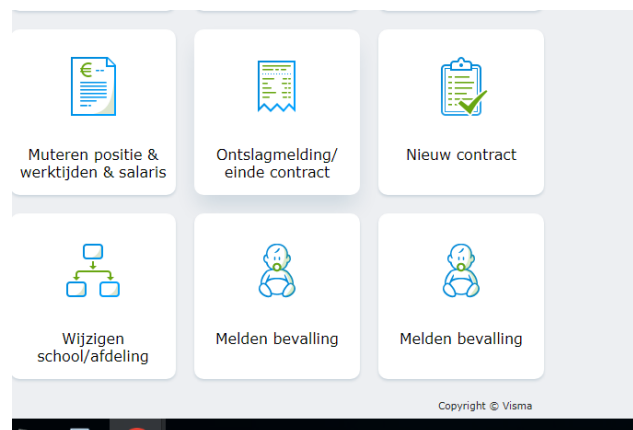 Muteren positie &
werktijden & salaris
Ontslagmelding/
einde contract
Nieuw contract
Wijzigen
school/afdeling
Melden bevalling
Melden bevalling
Copyright © Visma